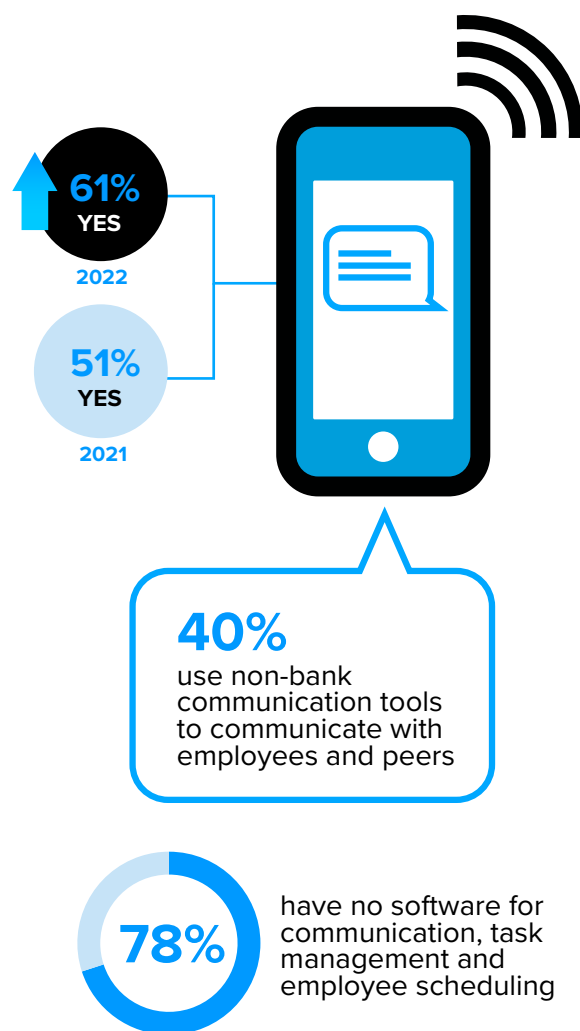 61%
YES
2022
51%
YES
2021
40%
use non-bank
communication tools
to communicate with
employees and peers
78%
have no software for
communication, task
management and
employee scheduling